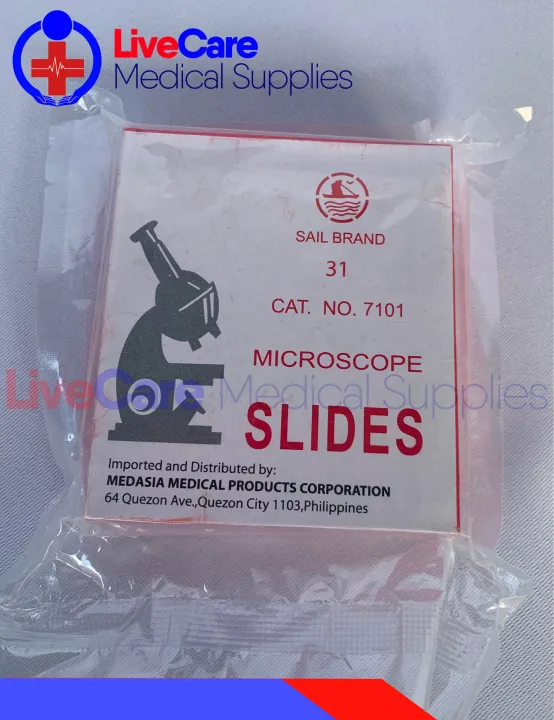 LiveCare
Medical Supplies
SAIL BRAND
31
CAT. NO. 7101
MICROSCOPE
LiveCare Medical Supplies
SLIDES
Imported and Distributed by:
MEDASIA MEDICAL PRODUCTS CORPORATION
64 Quezon Ave.,Quezon City 1103,Philippines